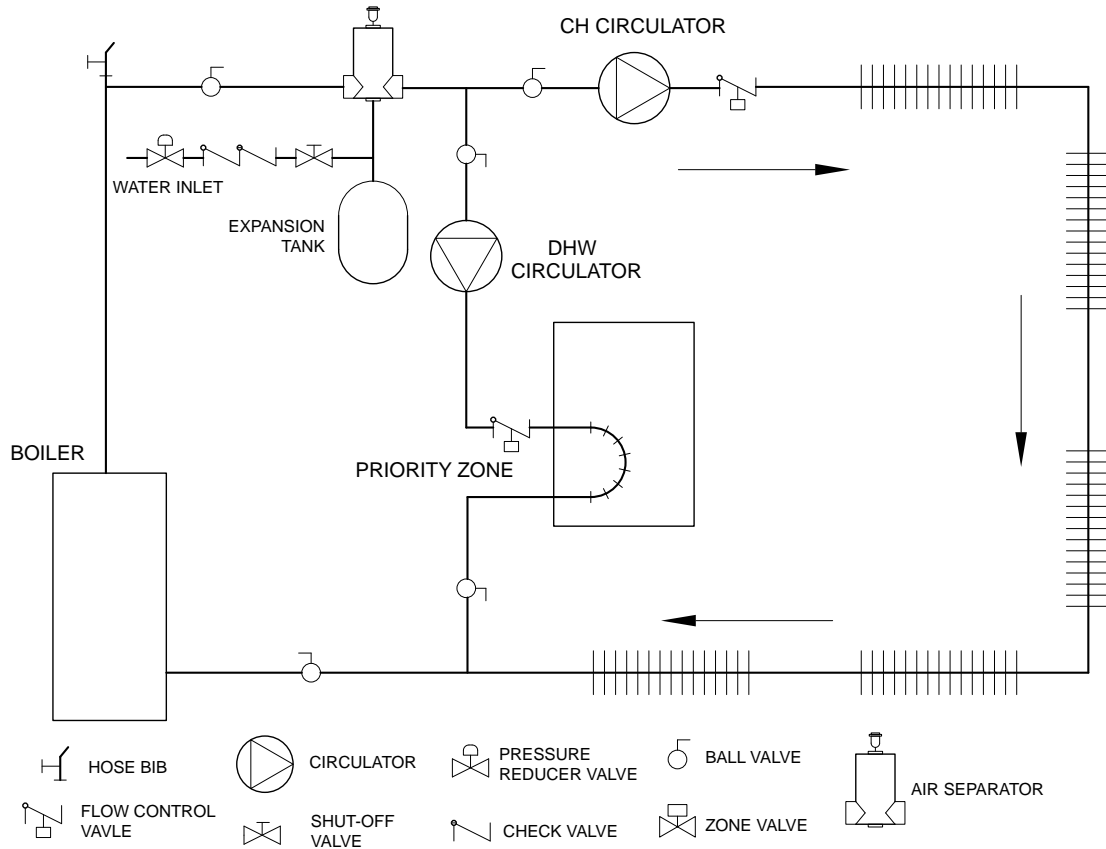 CH CIRCULATOR
WATER INLET
EXPANSION
TANK
DHW
CIRCULATOR
BOILER
PRIORITY ZONE
HOSE BIB
CIRCULATOR
PRESSURE
REDUCER VALVE
BALL VALVE
AIR SEPARATOR
FLOW CONTROL
VAVLE
SHUT-OFF
VALVE
CHECK VALVE
ZONE VALVE